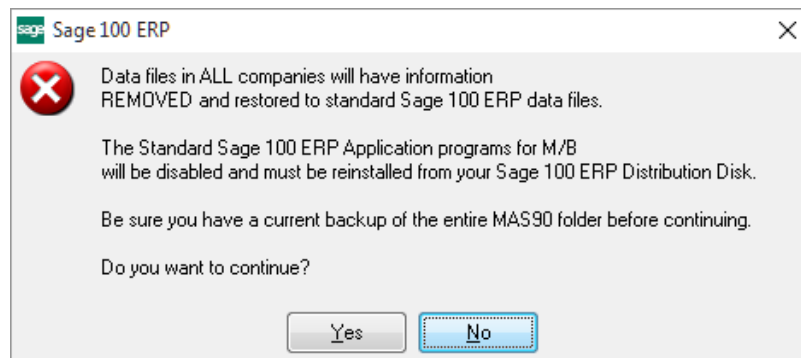 sage Sage 100 ERP
Data files in ALL companies will have information
REMOVED and restored to standard Sage 100 ERP data files.
The Standard Sage 100 ERP Application programs for M/B
will be disabled and must be reinstalled from your Sage 100 ERP Distribution Disk.
Be sure you have a current backup of the entire MAS90 folder before continuing.
Do you want to continue?
Yes No